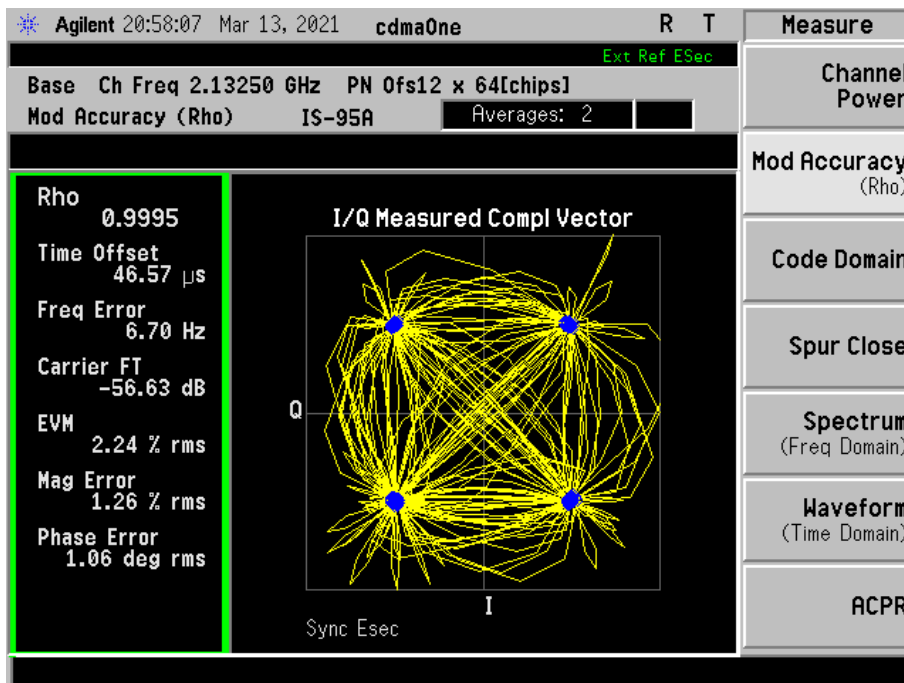 Agilent 20:58:07 Mar 13, 2021 cdmaOne R T
Measure
Ext Ref ESec
Base Ch Freq 2.13250 GHz PN Ofs12 x 64[chips]
Mod Accuracy (Rho) IS-95A Averages: 2
Rho
0.9995
Time Offset
46.57 μs
Freq Error
6.70 Hz
Carrier FT
-56.63 dB
EVM
2.24 % rms
Mag Error
1.26 % rms
Phase Error
1.06 deg rms
I/Q Measured Compl Vector
Q
I
Sync Esec
Channel
Power
Mod Accuracy
(Rho)
Code Domain
Spur Close
Spectrum
(Freq Domain)
Waveform
(Time Domain)
ACPR